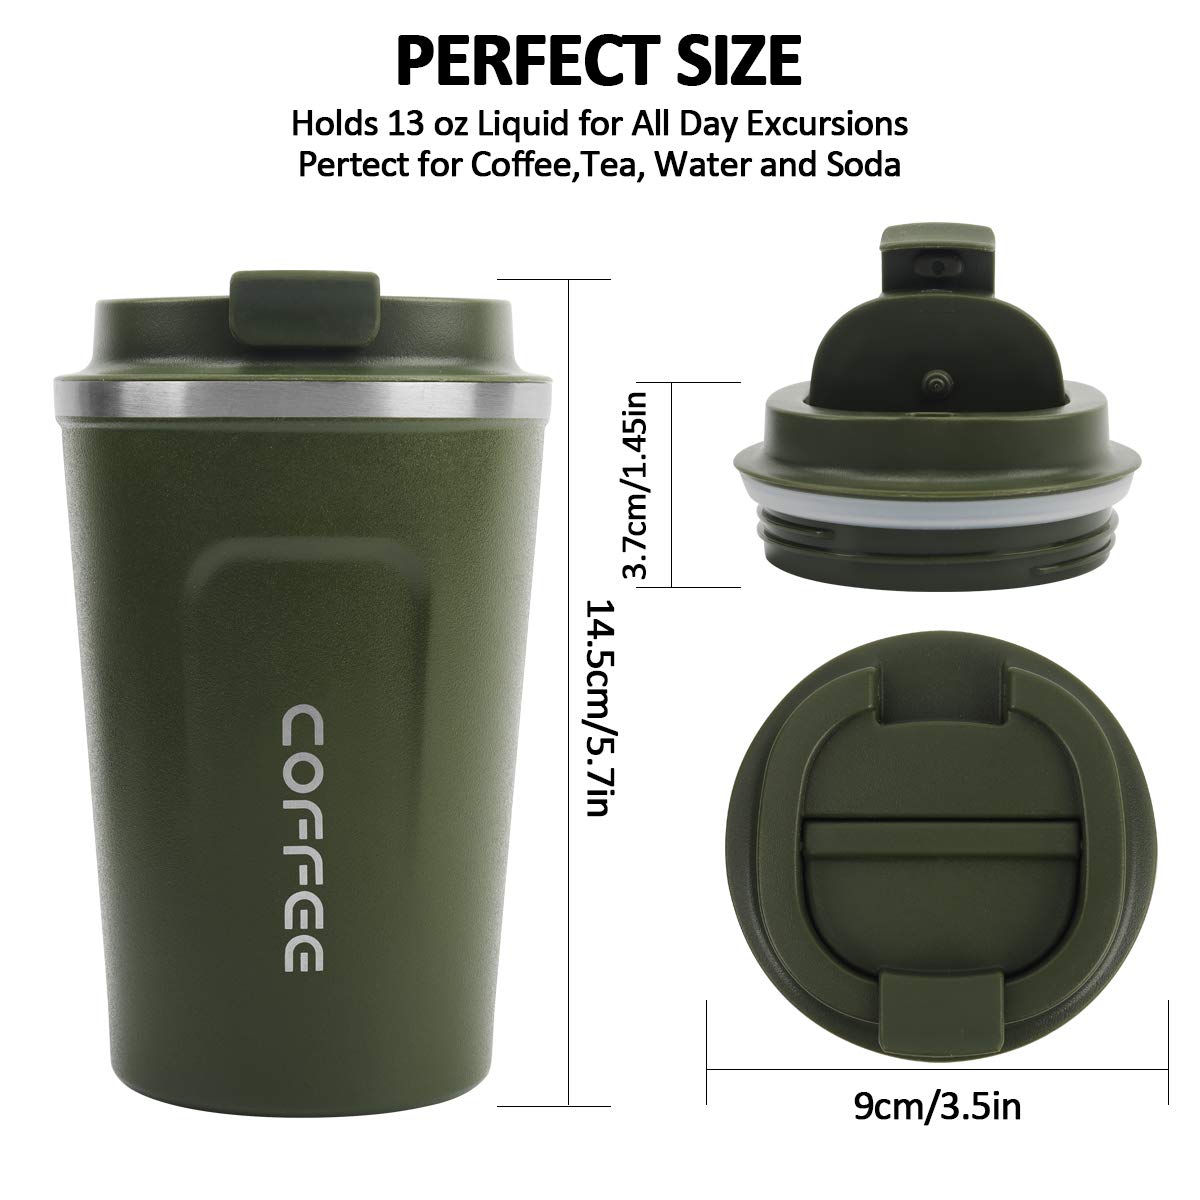 PERFECT SIZE
Holds 13 oz Liquid for All Day Excursions
Pertect for Coffee,Tea, Water and Soda
3.7cm/1.45in
14.5cm/5.7in
COFFEE
9cm/3.5in